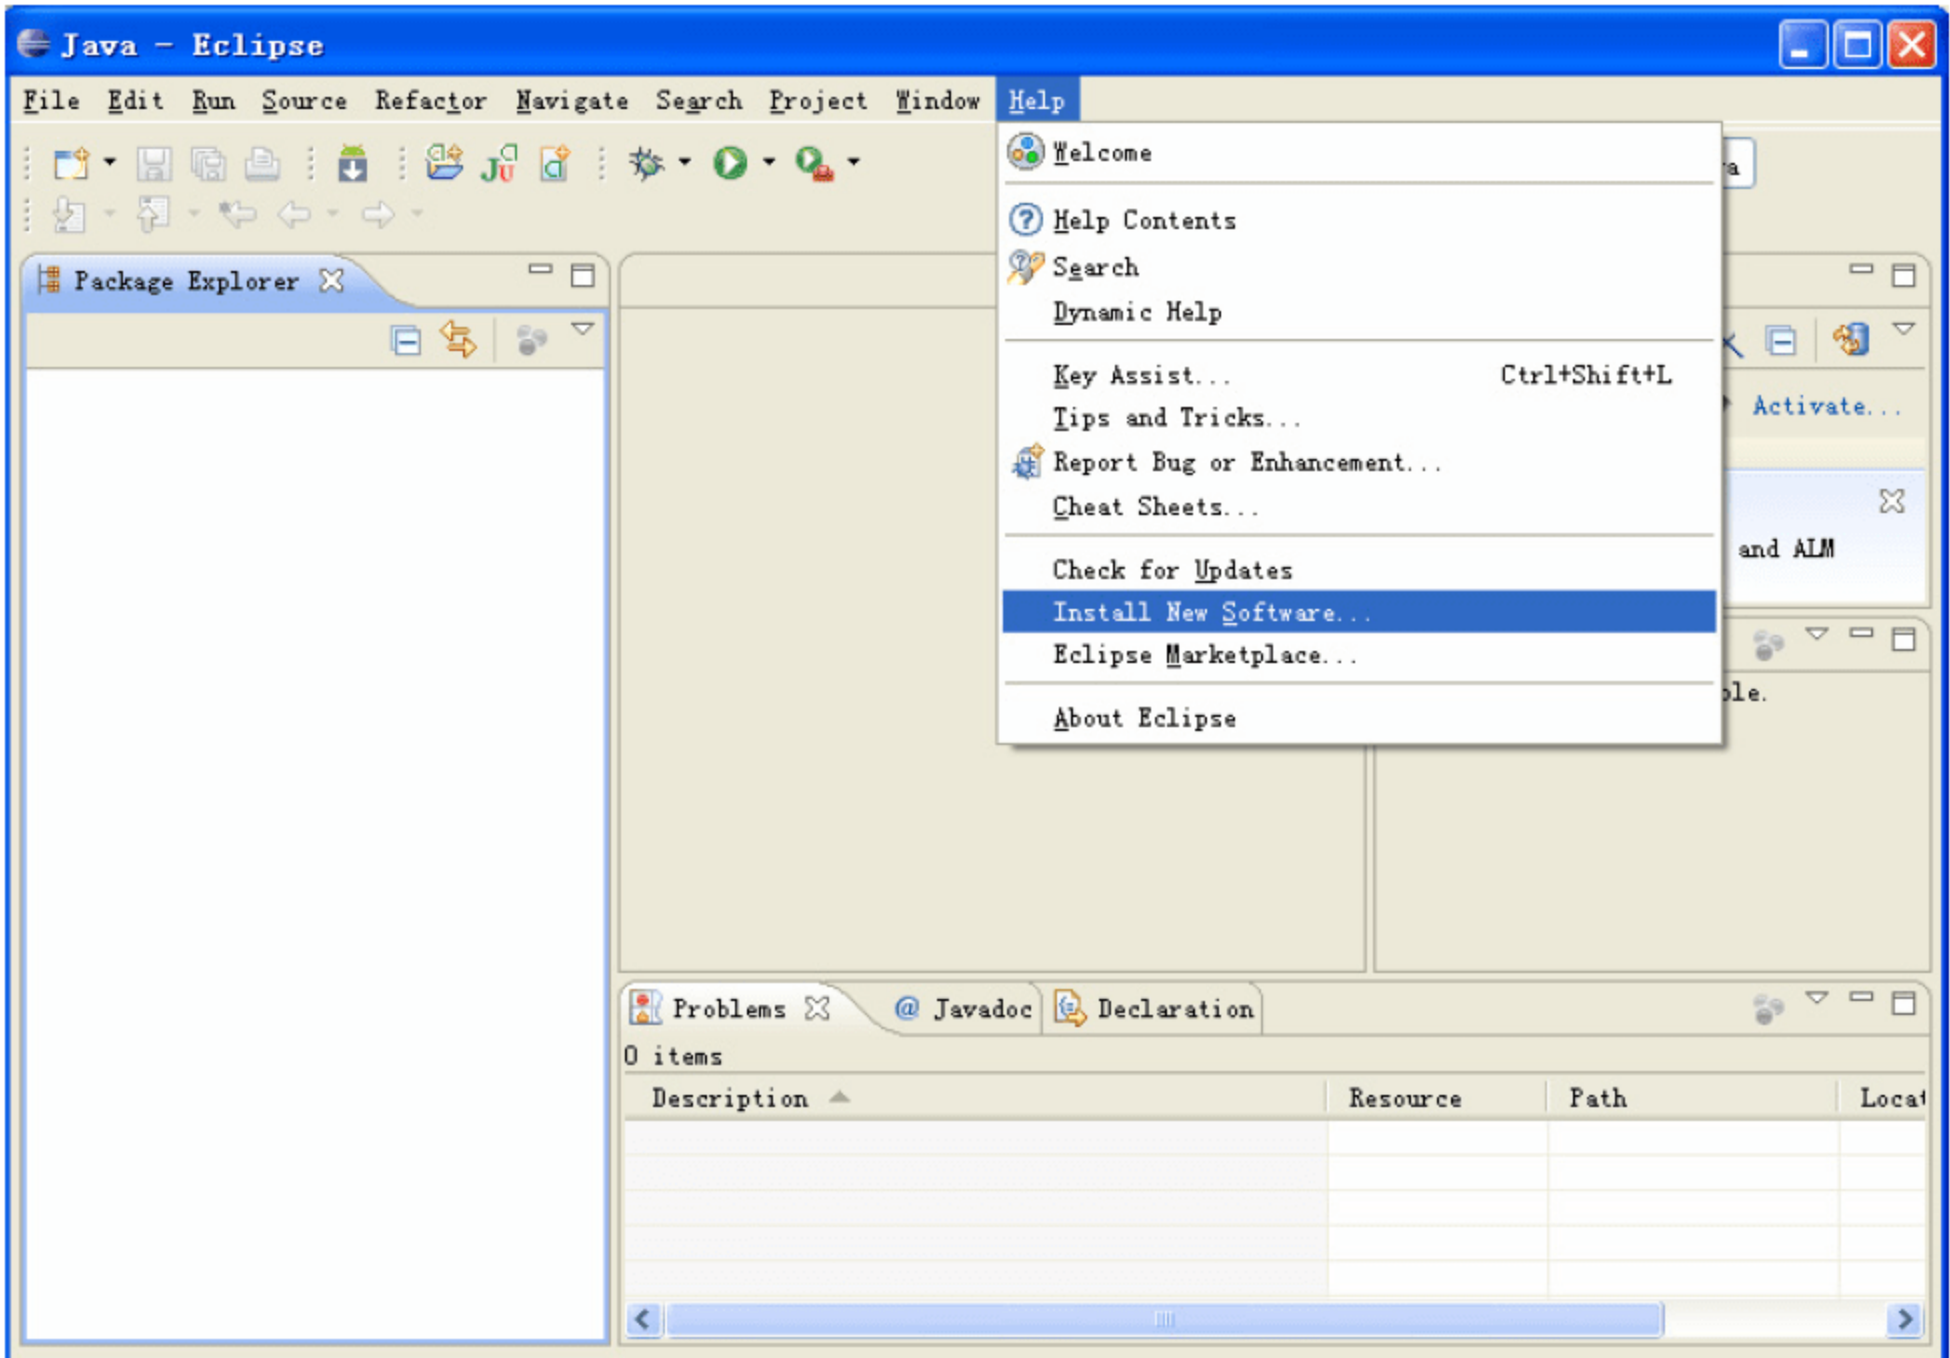 Java - Eclipse
File Edit Run Source Refactor Navigate Search Project Window Help
Welcome
Help Contents
Search
Dynamic Help
Key Assist... Ctrl+Shift+L
Tips and Tricks...
Report Bug or Enhancement...
Cheat Sheets...
Check for Updates
Install New Software...
Eclipse Marketplace...
About Eclipse
Package Explorer
Activate...
and ALM
Problems @ Javadoc Declaration
0 items
Description Resource Path Locat